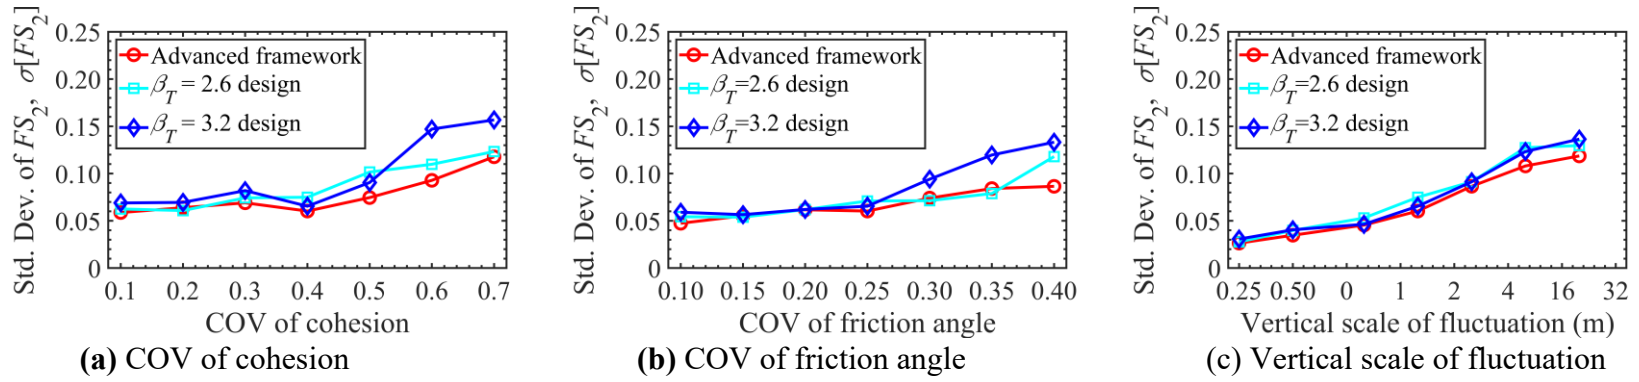 Std. Dev. of FS2, σ[FS2]
0.25
0.20
0.15
0.10
0.05
0
Advanced framework
βT = 2.6 design
βT = 3.2 design
0.1 0.2 0.3 0.4 0.5 0.6 0.7
COV of cohesion
(a) COV of cohesion
Std. Dev. of FS2, σ[FS2]
0.25
0.20
0.15
0.10
0.05
0
Advanced framework
βT=2.6 design
βT=3.2 design
0.10 0.15 0.20 0.25 0.30 0.35 0.40
COV of friction angle
(b) COV of friction angle
Std. Dev. of FS2, σ[FS2]
0.25
0.20
0.15
0.10
0.05
0
Advanced framework
βT=2.6 design
βT=3.2 design
0.25 0.50 0 1 2 4 16 32
Vertical scale of fluctuation (m)
(c) Vertical scale of fluctuation